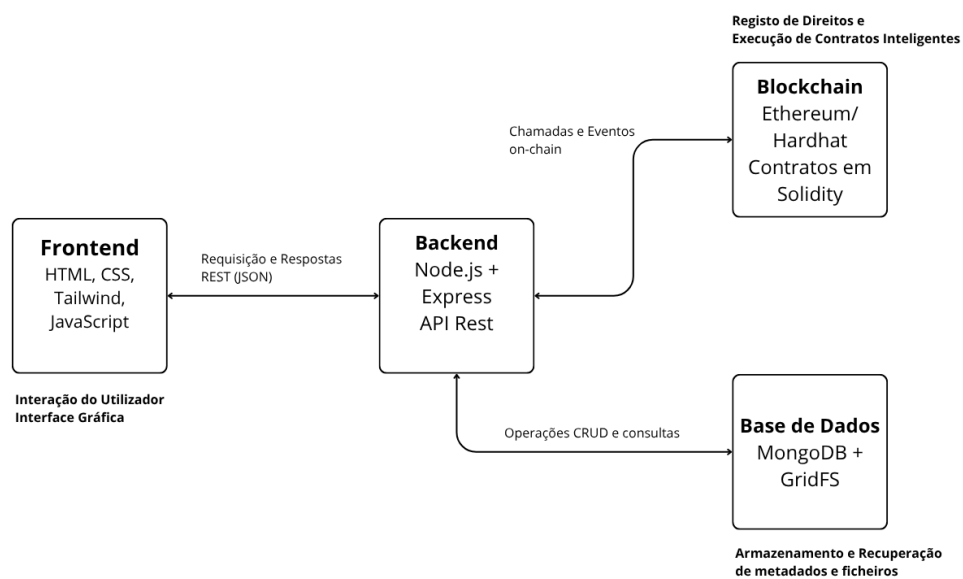 Registo de Direitos e
Execução de Contratos Inteligentes
Blockchain
Ethereum/
Hardhat
Contratos em
Solidity
Chamadas e Eventos
on-chain
Frontend
HTML, CSS,
Tailwind,
JavaScript
Requisição e Respostas
REST (JSON)
Backend
Node.js +
Express
API Rest
Interação do Utilizador
Interface Gráfica
Operações CRUD e consultas
Base de Dados
MongoDB +
GridFS
Armazenamento e Recuperação
de metadados e ficheiros